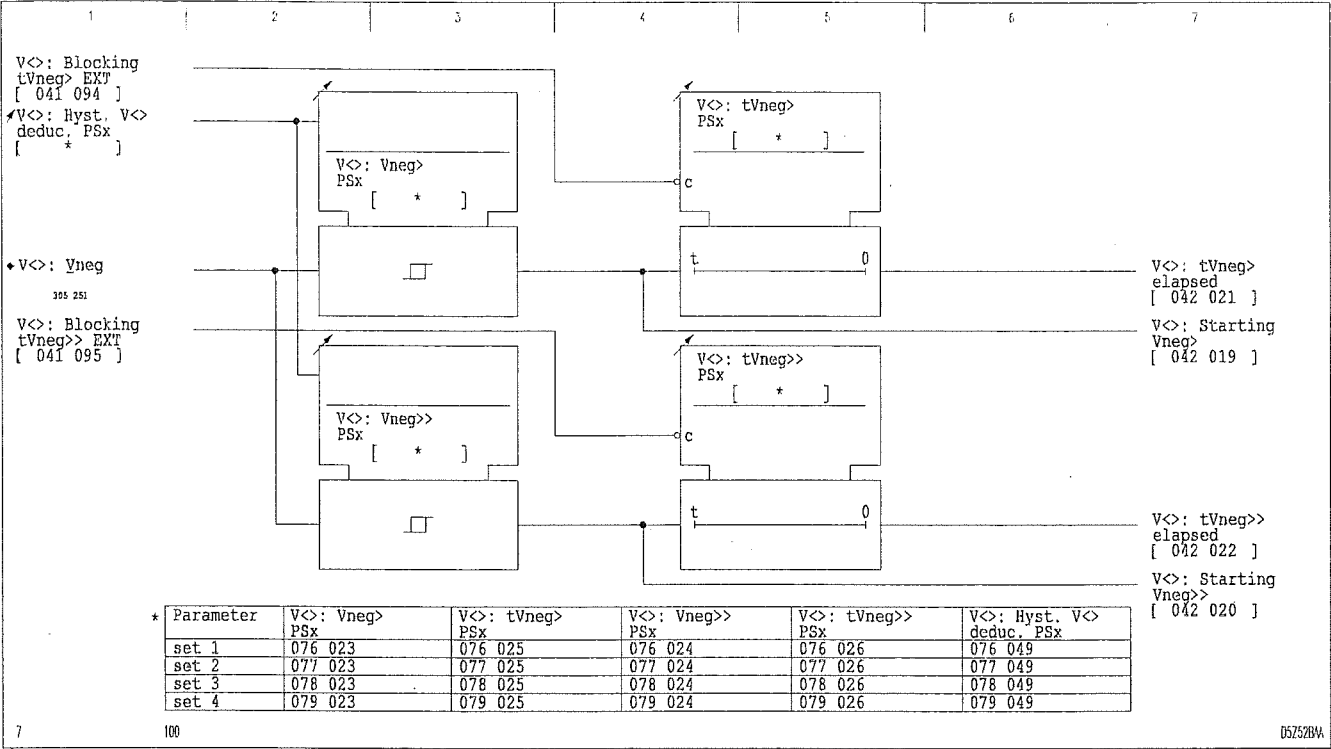 1 2 3 4 5 6 7
V<>: Blocking
tVneg> EXT
[ 041 094 ]
V<>: Hyst. V<>
deduc. PSx
[ * ]
V<>: Vneg>
PSx
[ * ]
V<>: tVneg>
PSx
[ * ]
c
V<>: Vneg
305 251
t 0
V<>: tVneg>
elapsed
[ 042 021 ]
V<>: Blocking
tVneg>> EXT
[ 041 095 ]
V<>: Starting
Vneg>
[ 042 019 ]
V<>: Vneg>>
PSx
[ * ]
V<>: tVneg>>
PSx
[ * ]
c
t 0
V<>: tVneg>>
elapsed
[ 042 022 ]
V<>: Starting
Vneg>>
[ 042 020 ]
* Parameter V<>: Vneg> V<>: tVneg> V<>: Vneg>> V<>: tVneg>> V<>: Hyst. V<>
PSx PSx PSx PSx deduc. PSx
set 1 076 023 076 025 076 024 076 026 076 049
set 2 077 023 077 025 077 024 077 026 077 049
set 3 078 023 078 025 078 024 078 026 078 049
set 4 079 023 079 025 079 024 079 026 079 049
7 100 D5Z52BAA